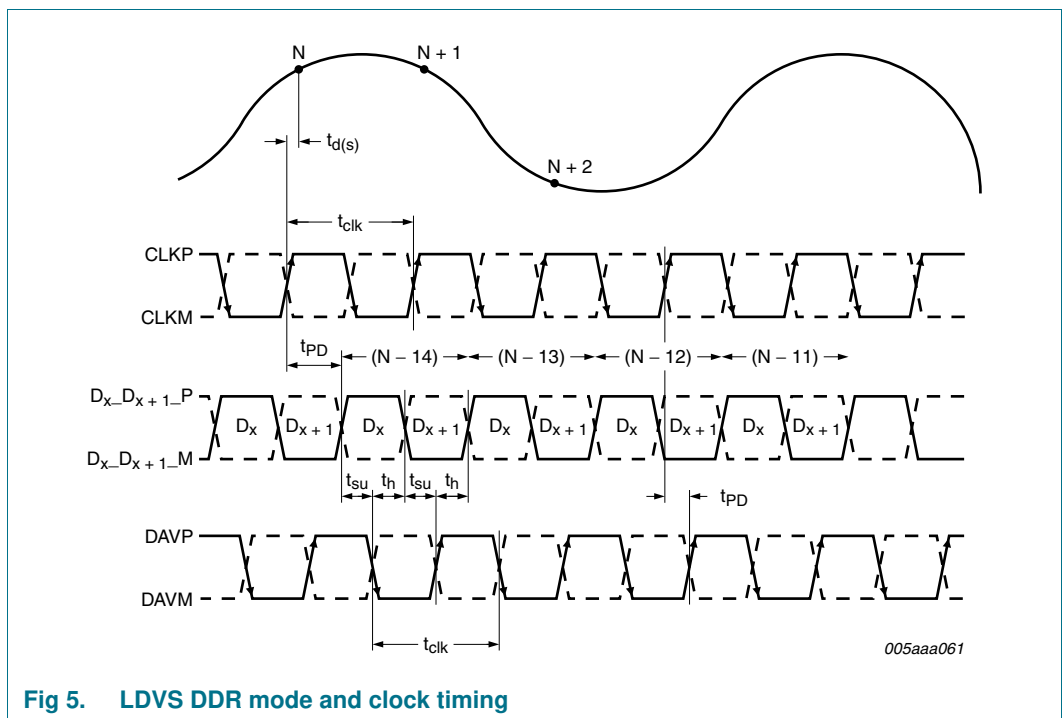 N
N + 1
t_d(s)
N + 2
t_clk
CLKP
CLKM
t_PD
(N − 14)
(N − 13)
(N − 12)
(N − 11)
D_x_D_x + 1_P
D_x
D_x + 1
D_x
D_x + 1
D_x
D_x + 1
D_x
D_x + 1
D_x
D_x + 1
D_x_D_x + 1_M
t_su
t_h
t_su
t_h
t_PD
DAVP
DAVM
t_clk
005aaa061
Fig 5. LDVS DDR mode and clock timing